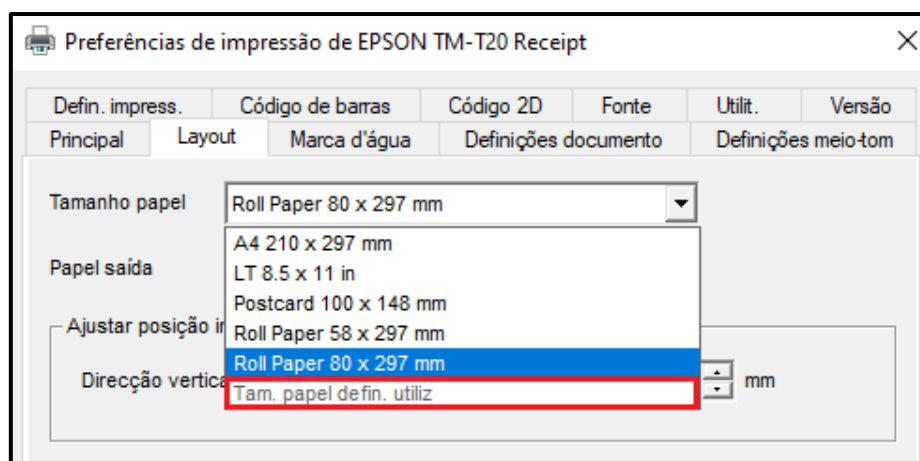 Preferências de impressão de EPSON TM-T20 Receipt
Defin. impress. Código de barras Código 2D Fonte Utilit. Versão
Principal Layout Marca d'água Definições documento Definições meio-tom
Tamanho papel Roll Paper 80 x 297 mm
A4 210 x 297 mm
Papel saída LT 8.5 x 11 in
Postcard 100 x 148 mm
Ajustar posição Roll Paper 58 x 297 mm
Roll Paper 80 x 297 mm
Direcção mm
Tam. papel defin. utiliz